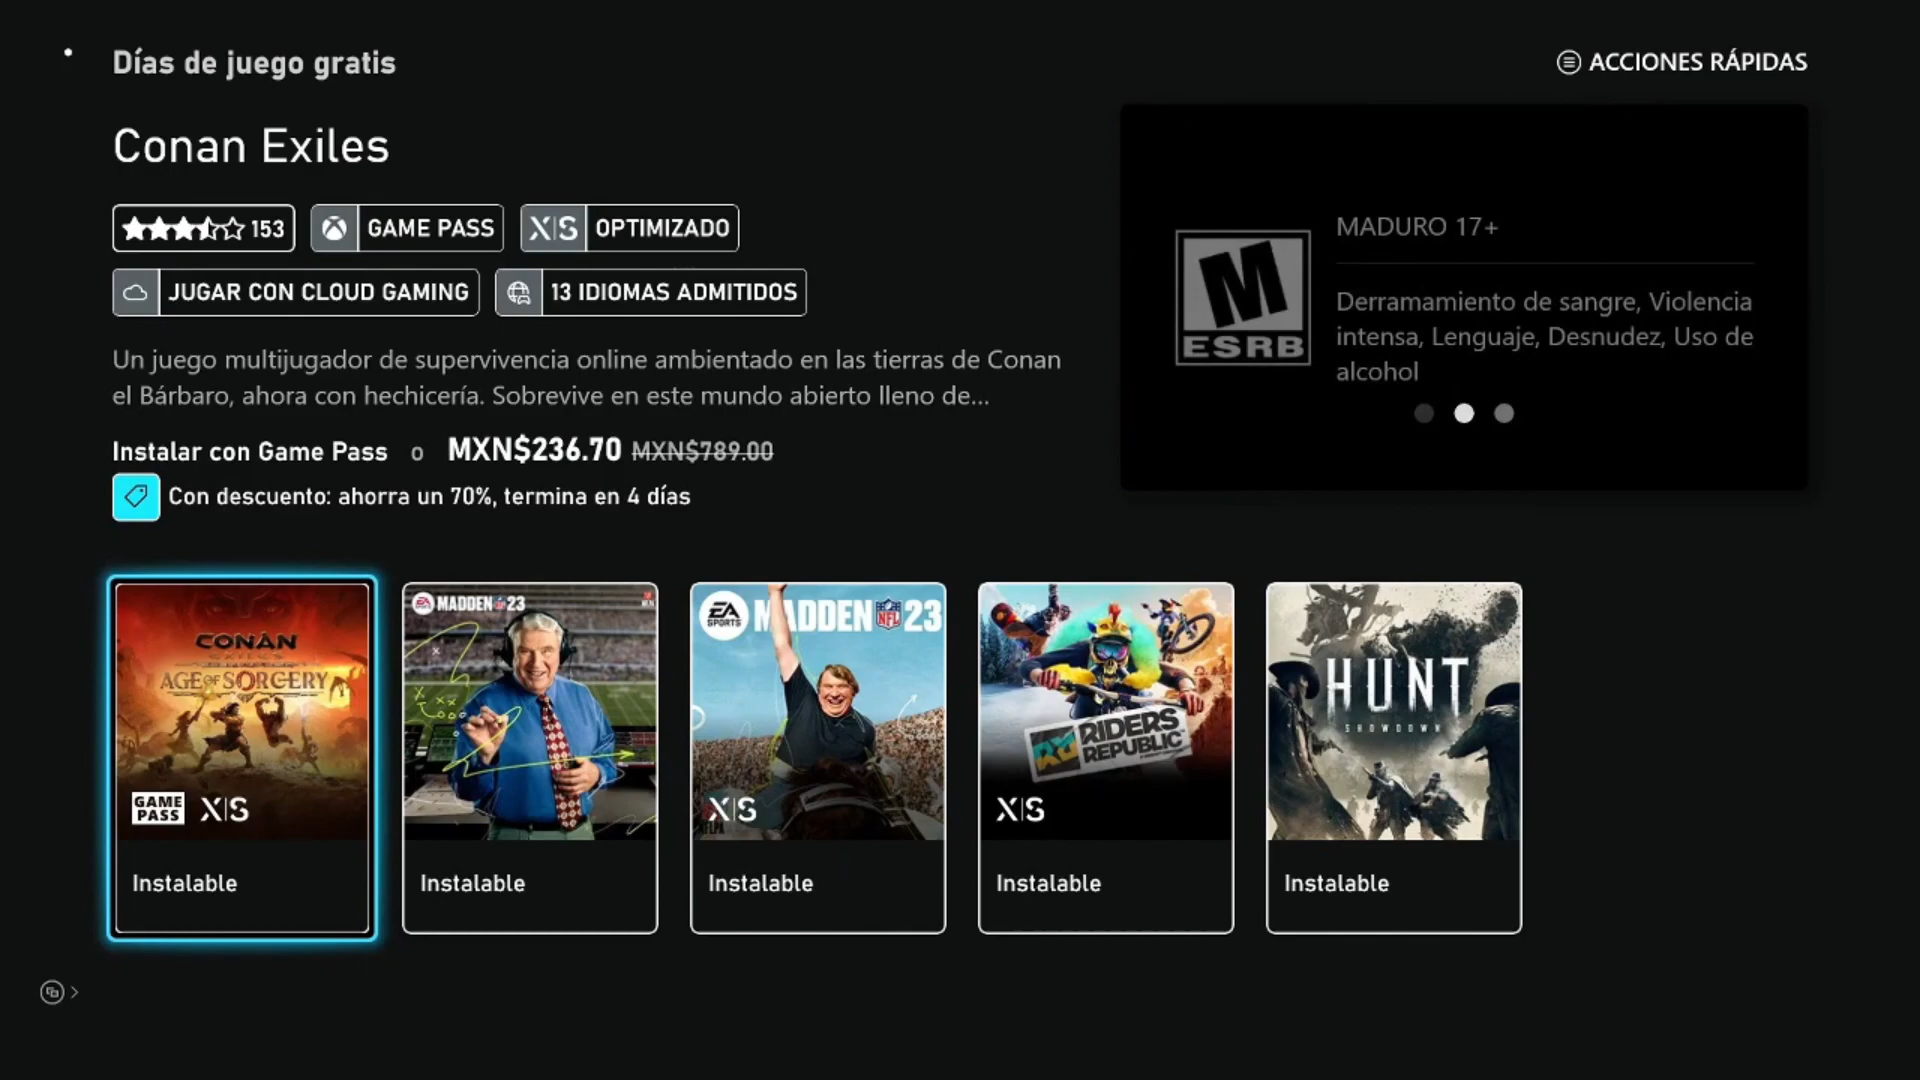 Días de juego gratis
ACCIONES RÁPIDAS
Conan Exiles
153
GAME PASS
X|S OPTIMIZADO
JUGAR CON CLOUD GAMING
13 IDIOMAS ADMITIDOS
Un juego multijugador de supervivencia online ambientado en las tierras de Conan
el Bárbaro, ahora con hechicería. Sobrevive en este mundo abierto lleno de...
Instalar con Game Pass o MXN$236.70 MXN$789.00
Con descuento: ahorra un 70%, termina en 4 días
MADURO 17+
M
ESRB
Derramamiento de sangre, Violencia
intensa, Lenguaje, Desnudez, Uso de
alcohol
CONAN
EXILES
AGE OF SORCERY
GAME
PASS
X|S
Instalable
EA SPORTS
MADDEN NFL 23
Instalable
EA
SPORTS
MADDEN NFL 23
X|S
NFLPA
Instalable
RIDERS
REPUBLIC
X|S
Instalable
HUNT
SHOWDOWN
Instalable